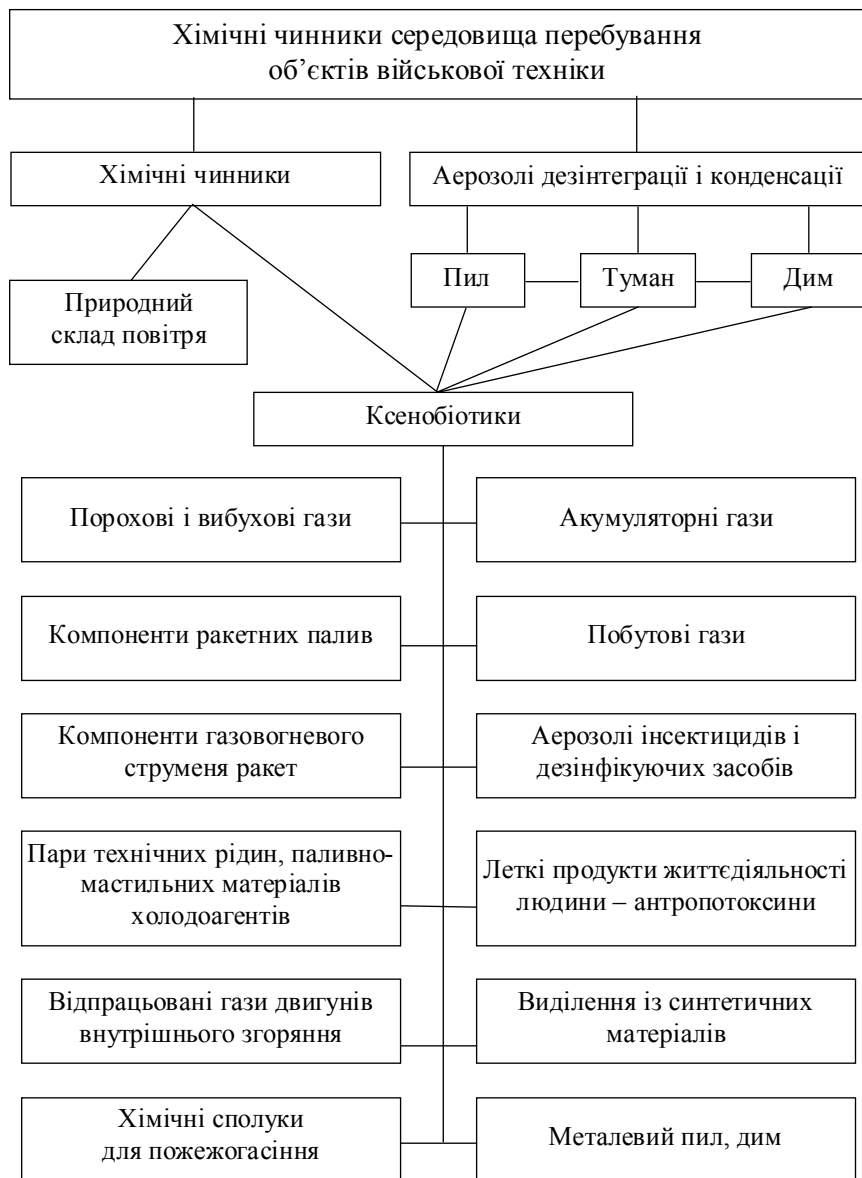 Хімічні чинники середовища перебування
об’єктів військової техніки
Хімічні чинники
Аерозолі дезінтеграції і конденсації
Природний
склад повітря
Пил
Туман
Дим
Ксенобіотики
Порохові і вибухові гази
Акумуляторні гази
Компоненти ракетних палив
Побутові гази
Компоненти газовогневого
струменя ракет
Аерозолі інсектицидів і
дезінфікуючих засобів
Пари технічних рідин, паливно-
мастильних матеріалів
холодоагентів
Леткі продукти життєдіяльності
людини – антропотоксини
Відпрацьовані гази двигунів
внутрішнього згоряння
Виділення із синтетичних
матеріалів
Хімічні сполуки
для пожежогасіння
Металевий пил, дим